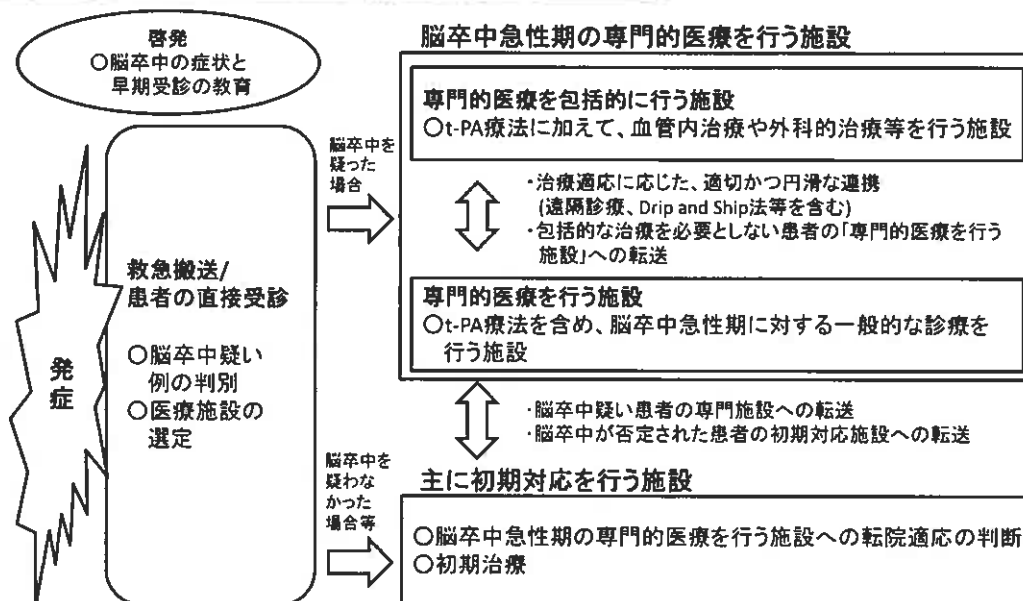 啓発
○脳卒中の症状と
早期受診の教育
発症
救急搬送/
患者の直接受診
○脳卒中疑い
例の判別
○医療施設の
選定
脳卒中を
疑った
場合
脳卒中を
疑わな
かった
場合等
脳卒中急性期の専門的医療を行う施設
専門的医療を包括的に行う施設
○t-PA療法に加えて、血管内治療や外科的治療等を行う施設
・治療適応に応じた、適切かつ円滑な連携
(遠隔診療、Drip and Ship法等を含む)
・包括的な治療を必要としない患者の「専門的医療を行う
施設」への転送
専門的医療を行う施設
○t-PA療法を含め、脳卒中急性期に対する一般的な診療を
行う施設
・脳卒中疑い患者の専門施設への転送
・脳卒中が否定された患者の初期対応施設への転送
主に初期対応を行う施設
○脳卒中急性期の専門的医療を行う施設への転院適応の判断
○初期治療